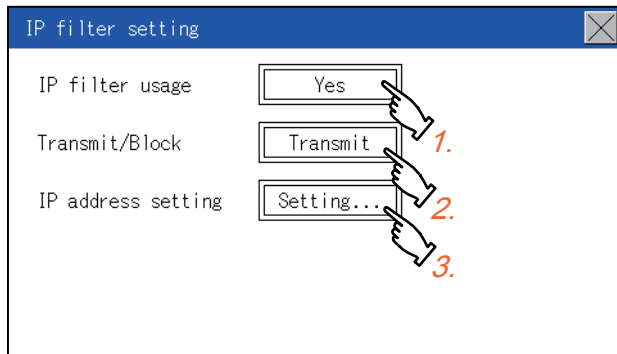 IP filter setting
IP filter usage Yes
1.
Transmit/Block Transmit
2.
IP address setting Setting...
3.